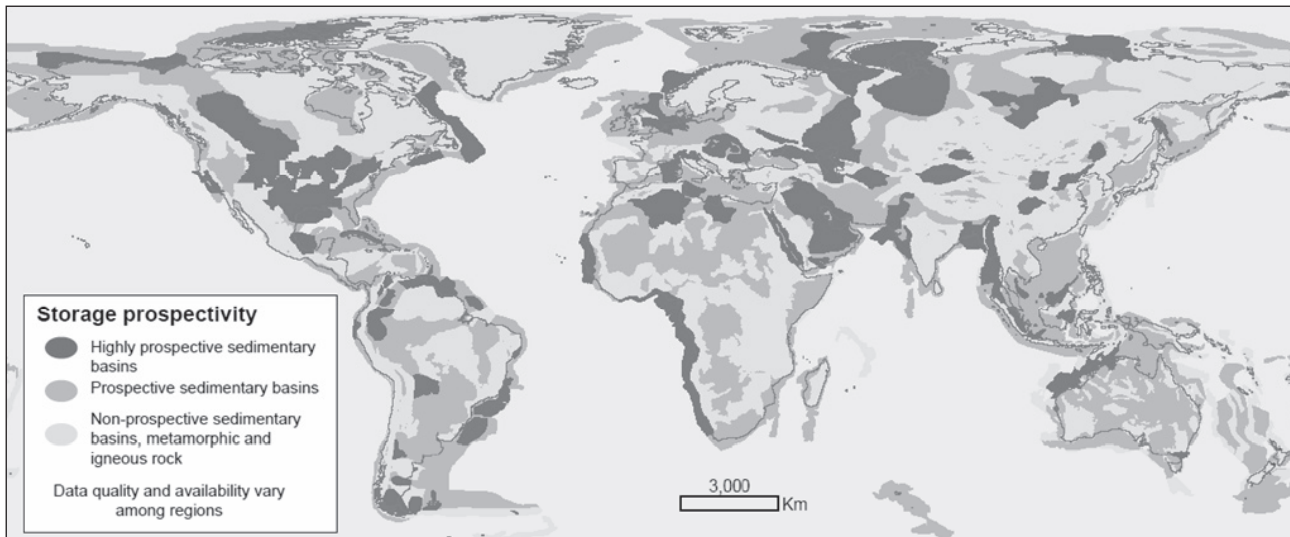 Storage prospectivity
Highly prospective sedimentary
basins
Prospective sedimentary basins
Non-prospective sedimentary
basins, metamorphic and
igneous rock
Data quality and availability vary
among regions
3,000
Km